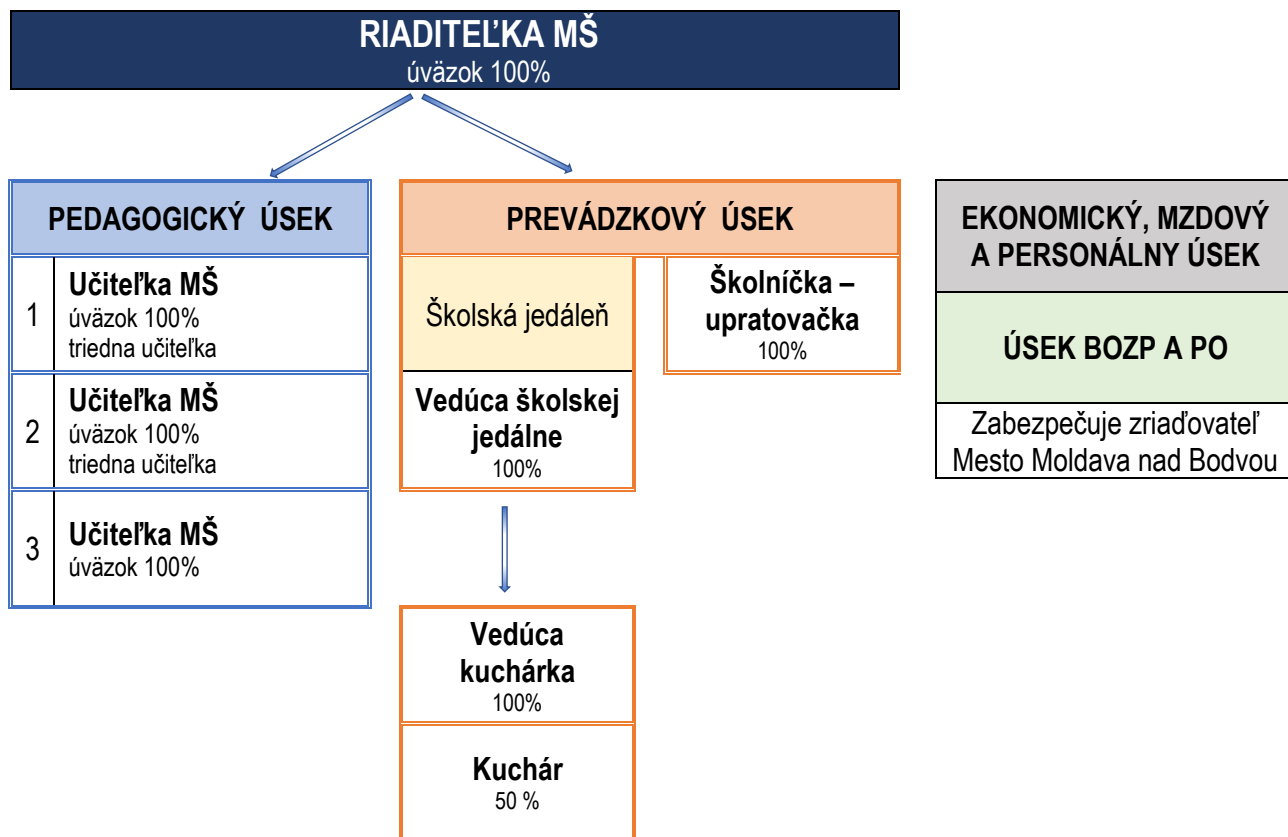 RIADITEĽKA MŠ
úväzok 100%
PEDAGOGICKÝ ÚSEK
1
Učiteľka MŠ
úväzok 100%
triedna učiteľka
2
Učiteľka MŠ
úväzok 100%
triedna učiteľka
3
Učiteľka MŠ
úväzok 100%
PREVÁDZKOVÝ ÚSEK
Školská jedáleň
Vedúca školskej
jedálne
100%
Školníčka –
upratovačka
100%
Vedúca
kuchárka
100%
Kuchár
50 %
EKONOMICKÝ, MZDOVÝ
A PERSONÁLNY ÚSEK
ÚSEK BOZP A PO
Zabezpečuje zriaďovateľ
Mesto Moldava nad Bodvou